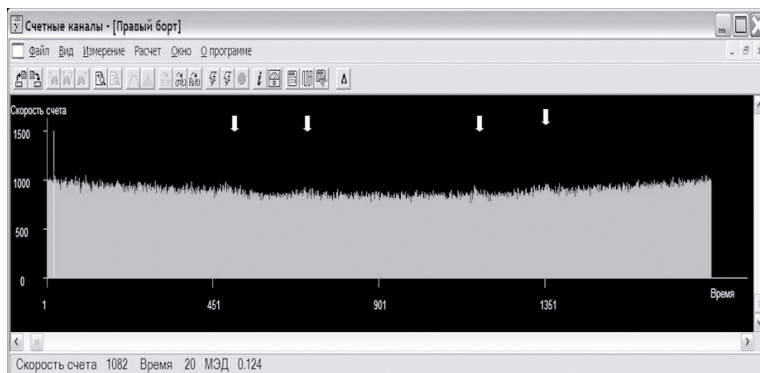 Счетные каналы - [Правый борт]
Файл Вид Измерение Расчет Окно О программе
Скорость счета
1500
1000
500
0
1 451 901 1351
Время
Скорость счета 1082 Время 20 МЭД 0.124